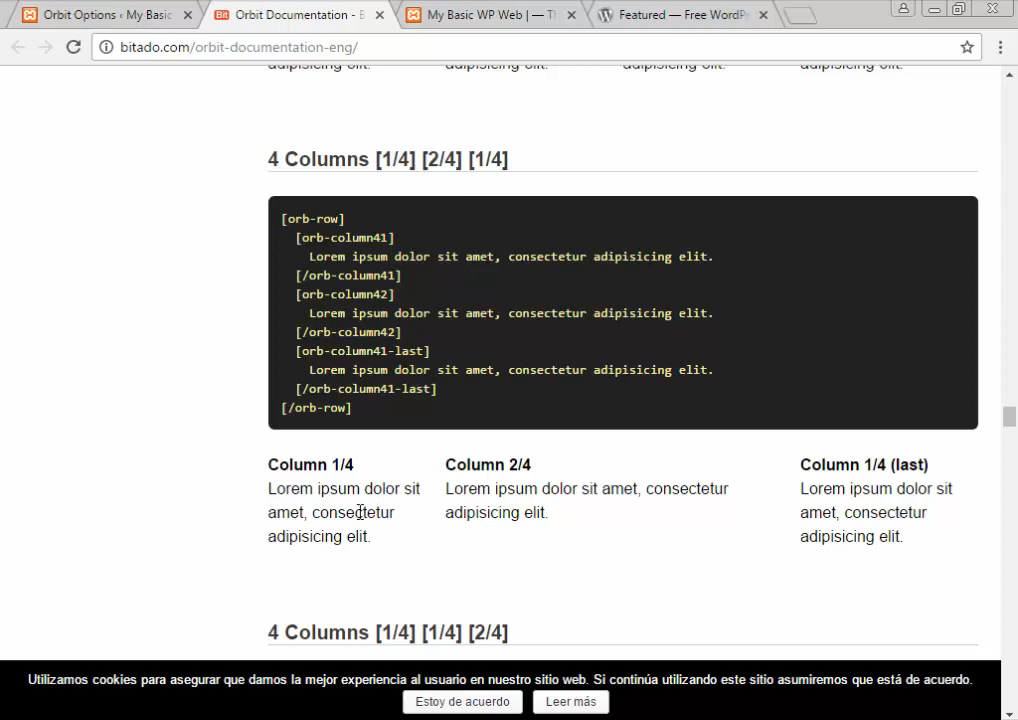 Orbit Options ‹ My Basic
Orbit Documentation - B
My Basic WP Web | — Th
Featured — Free WordPr
bitado.com/orbit-documentation-eng/
adipisicing elit. adipisicing elit. adipisicing elit. adipisicing elit.
4 Columns [1/4] [2/4] [1/4]
[orb-row]
[orb-column41]
Lorem ipsum dolor sit amet, consectetur adipisicing elit.
[/orb-column41]
[orb-column42]
Lorem ipsum dolor sit amet, consectetur adipisicing elit.
[/orb-column42]
[orb-column41-last]
Lorem ipsum dolor sit amet, consectetur adipisicing elit.
[/orb-column41-last]
[/orb-row]
Column 1/4
Lorem ipsum dolor sit
amet, consectetur
adipisicing elit.
Column 2/4
Lorem ipsum dolor sit amet, consectetur
adipisicing elit.
Column 1/4 (last)
Lorem ipsum dolor sit
amet, consectetur
adipisicing elit.
4 Columns [1/4] [1/4] [2/4]
Utilizamos cookies para asegurar que damos la mejor experiencia al usuario en nuestro sitio web. Si continúa utilizando este sitio asumiremos que está de acuerdo.
Estoy de acuerdo
Leer más